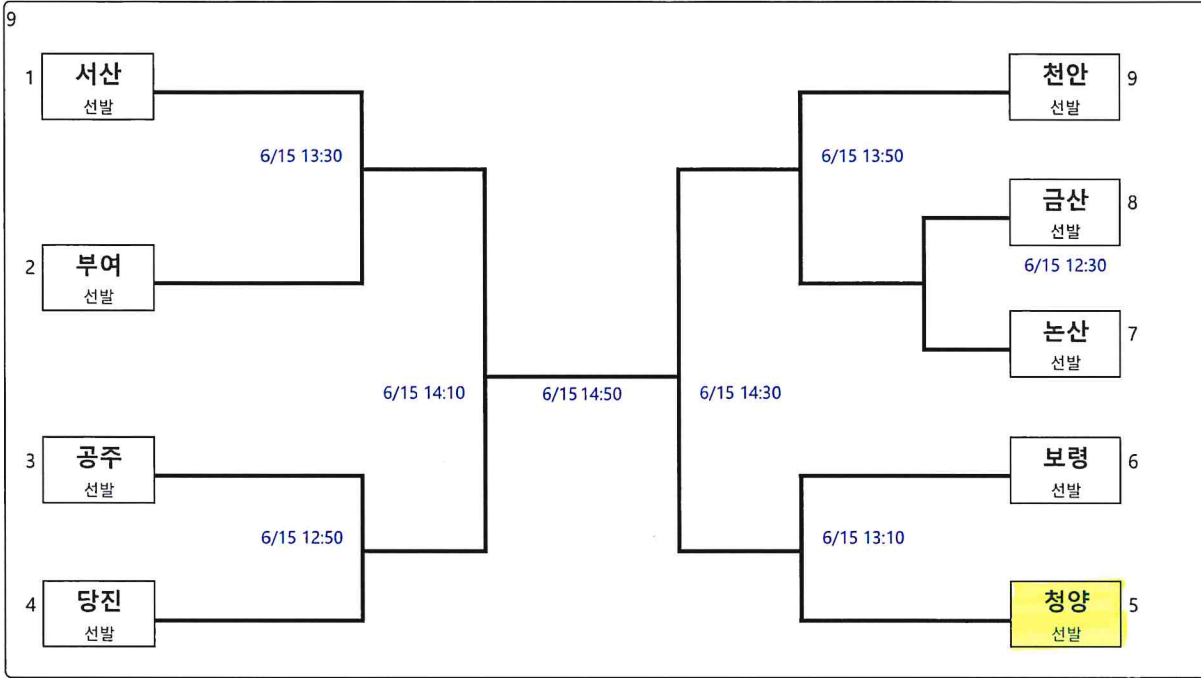 9
1
서산
선발
6/15 13:30
2
부여
선발
6/15 14:10
3
공주
선발
6/15 12:50
4
당진
선발
6/15 14:50
천안
선발
9
6/15 13:50
금산
선발
8
6/15 12:30
논산
선발
7
6/15 14:30
보령
선발
6
6/15 13:10
청양
선발
5